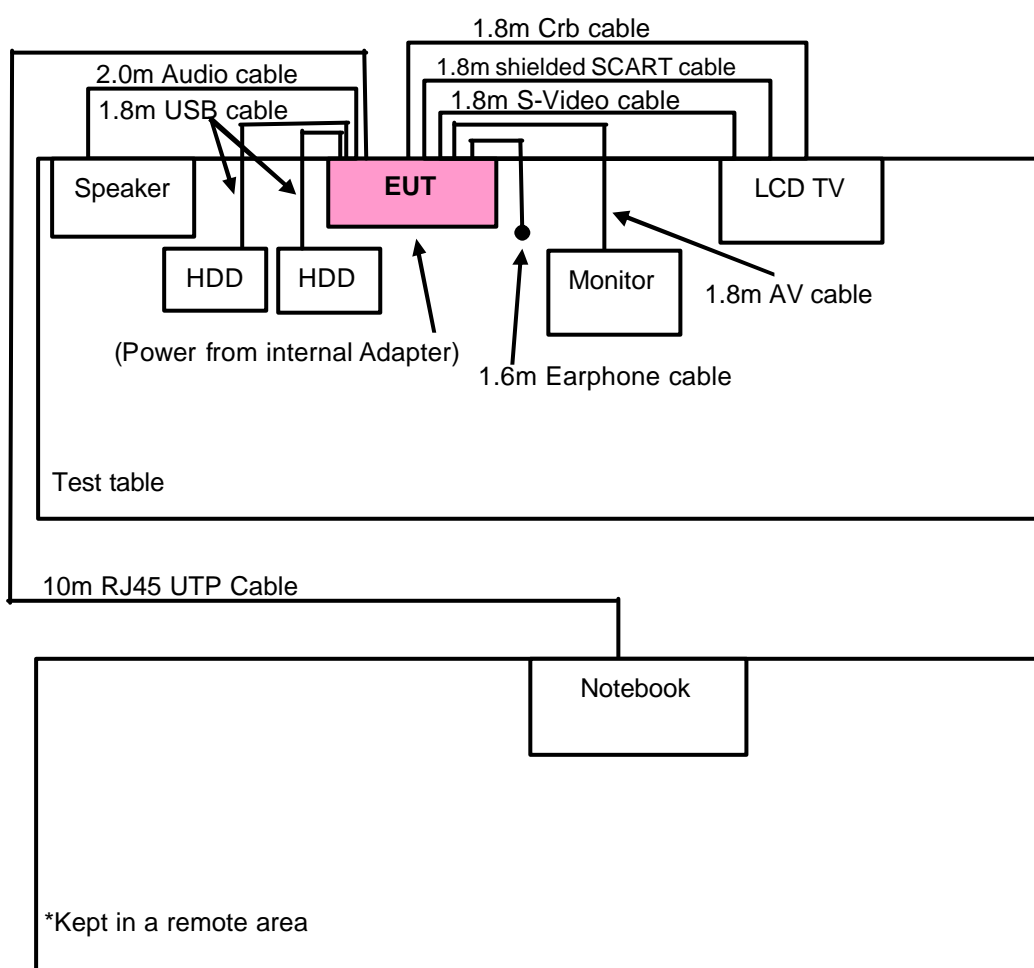 1.8m Crb cable
2.0m Audio cable
1.8m shielded SCART cable
1.8m USB cable
1.8m S-Video cable
Speaker
EUT
LCD TV
HDD
HDD
Monitor
1.8m AV cable
(Power from internal Adapter)
1.6m Earphone cable
Test table
10m RJ45 UTP Cable
Notebook
*Kept in a remote area